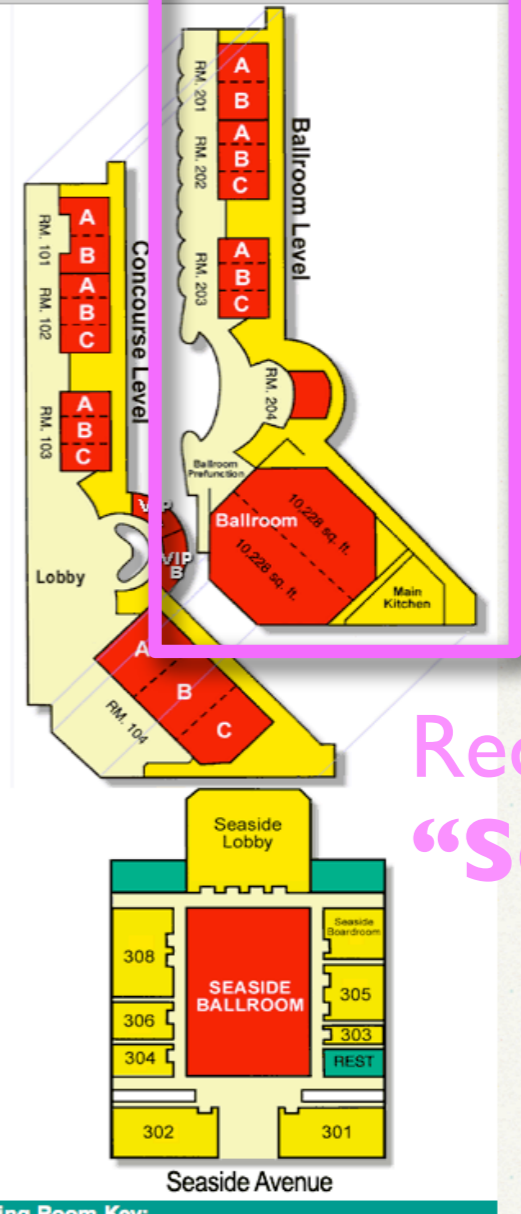 Ballroom Level
RM. 201
A
B
RM. 202
A
B
C
RM. 203
A
B
C
RM. 204
Ballroom
Prefunction
Ballroom
10,228 sq. ft.
10,228 sq. ft.
Main
Kitchen
Concourse Level
RM. 101
A
B
RM. 102
A
B
C
RM. 103
A
B
C
VIP
VIP
B
Lobby
RM. 104
A
B
C
Seaside
Lobby
Seaside
Boardroom
308
SEASIDE
BALLROOM
305
306
303
304
REST
302
301
Seaside Avenue
Room Key: